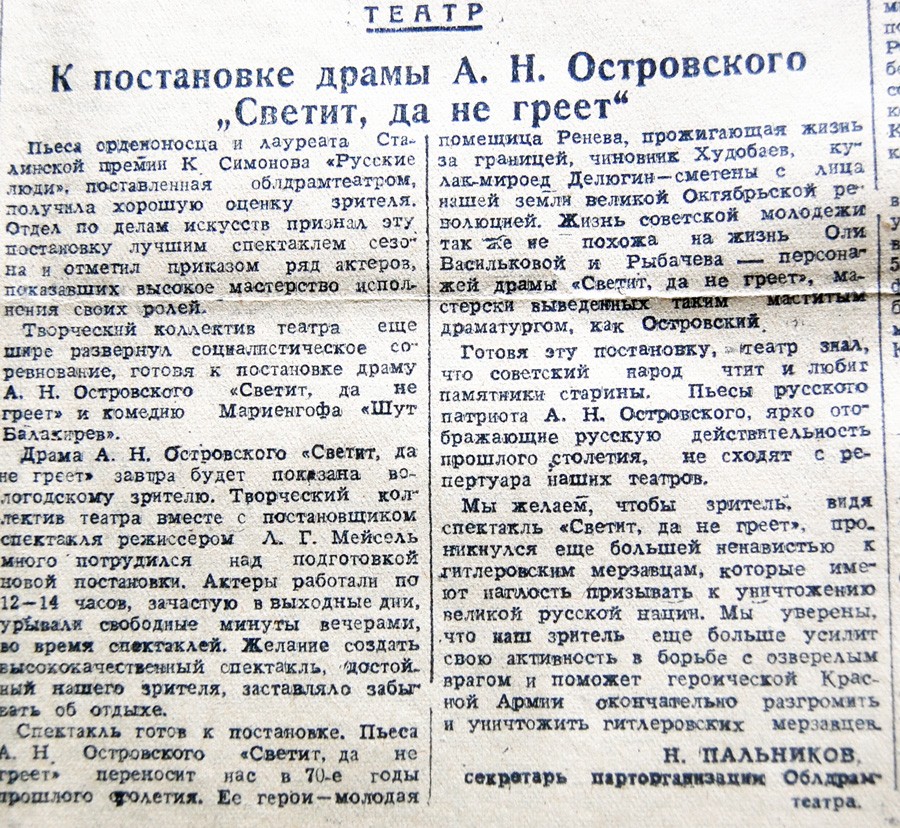 ТЕАТР
К постановке драмы А. Н. Островского
„Светит, да не греет“
Пьеса орденоносца и лауреата Ста-
линской премии К. Симонова «Русские
люди», поставленная облдрамтеатром,
получила хорошую оценку зрителя.
Отдел по делам искусств признал эту
постановку лучшим спектаклем сезо-
на и отметил приказом ряд актеров,
показавших высокое мастерство испол-
нения своих ролей.
Творческий коллектив театра еще
шире развернул социалистическое со-
ревнование, готовя к постановке драму
А. Н. Островского «Светит, да не
греет» и комедию Мариенгофа «Шут
Балакирев».
Драма А. Н. Островского «Светит, да
не греет» завтра будет показана во-
логодскому зрителю. Творческий кол-
лектив театра вместе с постановщиком
спектакля режиссёром Л. Г. Мейсель
много потрудился над подготовкой
новой постановки. Актеры работали по
12—14 часов, зачастую в выходные дни,
урывали свободные минуты вечерами,
во время спектаклей. Желание создать
высококачественный спектакль, достой-
ный нашего зрителя, заставляло забы-
вать об отдыхе.
Спектакль готов к постановке. Пьеса
А. Н. Островского «Светит, да не
греет» переносит нас в 70-е годы
прошлого столетия. Ее герои—молодая
помещица Ренева, прожигающая жизнь
за границей, чиновник Худобаев, ку-
лак-мироед Делюгин—сметены с лица
нашей земли великой Октябрьской ре-
волюцией. Жизнь советской молодежи
так же не похожа на жизнь Оли
Васильковой и Рыбачева — персона-
жей драмы «Светит, да не греет», ма-
стерски выведенных таким маститым
драматургом, как Островский.
Готовя эту постановку, театр знал,
что советский народ чтит и любит
памятники старины. Пьесы русского
патриота А. Н. Островского, ярко ото-
бражающие русскую действительность
прошлого столетия, не сходят с ре-
пертуара наших театров.
Мы желаем, чтобы зритель, видя
спектакль «Светит, да не греет», про-
никнулся еще большей ненавистью к
гитлеровским мерзавцам, которые име-
ют наглость призывать к уничтожению
великой русской нации. Мы уверены,
что наш зритель еще больше усилит
свою активность в борьбе с озверелым
врагом и поможет героической Крас-
ной Армии окончательно разгромить
и уничтожить гитлеровских мерзавцев.
Н. ПАЛЬНИКОВ,
секретарь парторганизации Облдрам-
театра.